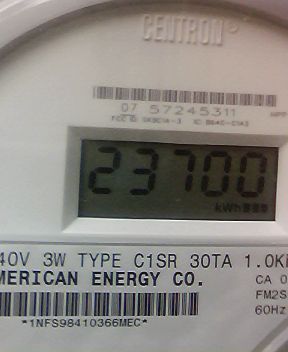 CENTRON®
07 57245311
23700
kWh
40V 3W TYPE C1SR 30TA 1.0K
MERICAN ENERGY CO.
CA 0
FM2S
60Hz
*1NFS98410366MEC*